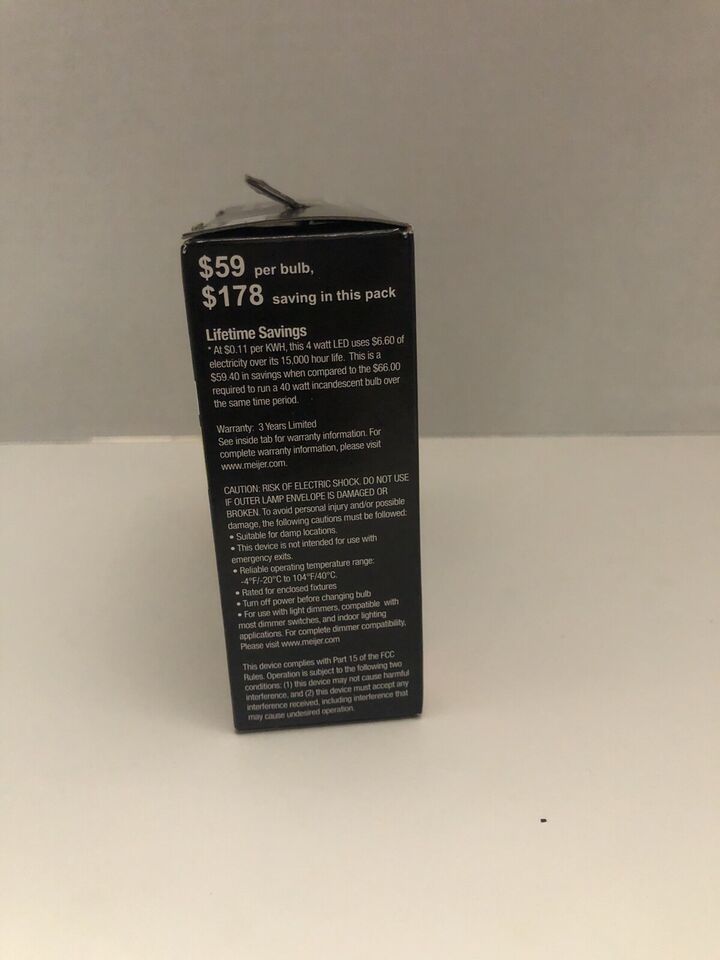 $59 per bulb,
$178 saving in this pack
Lifetime Savings
* At $0.11 per KWH, this 4 watt LED uses $6.60 of
electricity over its 15,000 hour life. This is a
$59.40 in savings when compared to the $66.00
required to run a 40 watt incandescent bulb over
the same time period.
Warranty: 3 Years Limited
See inside tab for warranty information. For
complete warranty information, please visit
www.meijer.com.
CAUTION: RISK OF ELECTRIC SHOCK. DO NOT USE
IF OUTER LAMP ENVELOPE IS DAMAGED OR
BROKEN. To avoid personal injury and/or possible
damage, the following cautions must be followed:
• Suitable for damp locations.
• This device is not intended for use with
emergency exits.
• Reliable operating temperature range:
-4°F/-20°C to 104°F/40°C.
• Rated for enclosed fixtures
• Turn off power before changing bulb
• For use with light dimmers, compatible with
most dimmer switches, and indoor lighting
applications. For complete dimmer compatibility,
Please visit www.meijer.com
This device complies with Part 15 of the FCC
Rules. Operation is subject to the following two
conditions: (1) this device may not cause harmful
interference, and (2) this device must accept any
interference received, including interference that
may cause undesired operation.